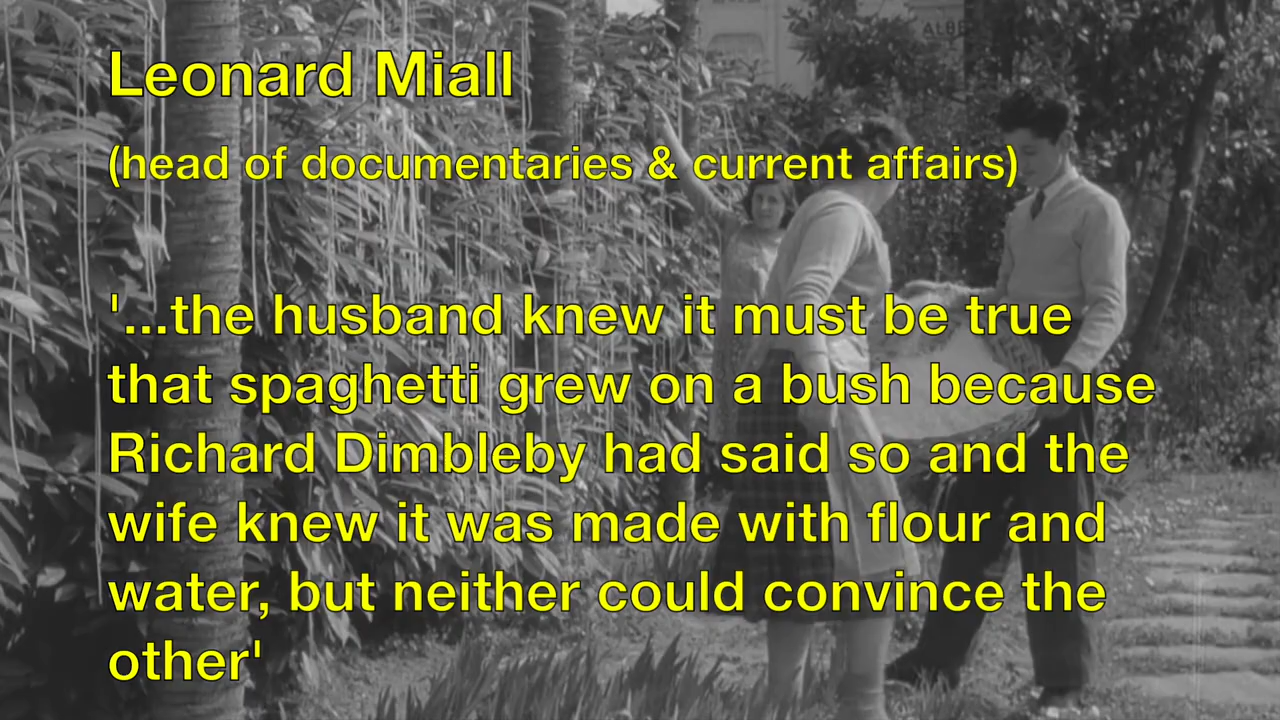 ALBE
Leonard Miall
(head of documentaries & current affairs)
'...the husband knew it must be true
that spaghetti grew on a bush because
Richard Dimbleby had said so and the
wife knew it was made with flour and
water, but neither could convince the
other'